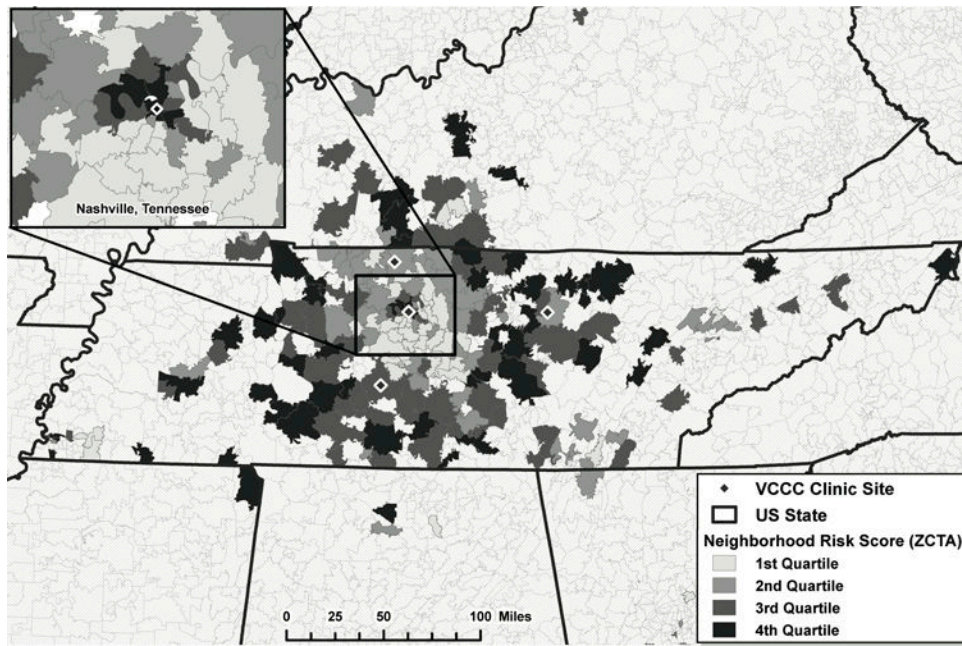 Nashville, Tennessee
VCCC Clinic Site
US State
Neighborhood Risk Score (ZCTA)
1st Quartile
2nd Quartile
3rd Quartile
4th Quartile
0 25 50 100 Miles